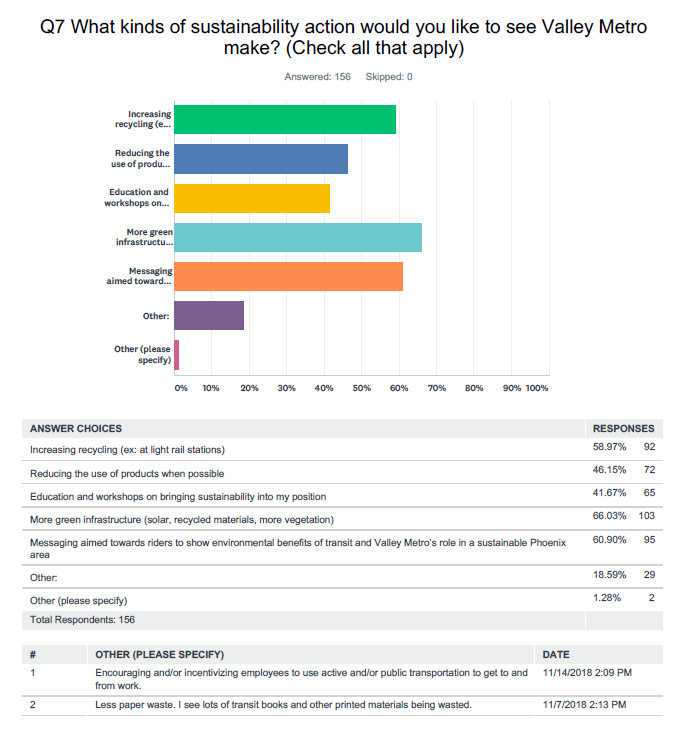 Q7 What kinds of sustainability action would you like to see Valley Metro
make? (Check all that apply)
Answered: 156 Skipped: 0
Increasing
recycling (e...
Reducing the
use of produ...
Education and
workshops on...
More green
infrastructu...
Messaging
aimed toward...
Other:
Other (please
specify)
0% 10% 20% 30% 40% 50% 60% 70% 80% 90% 100%
ANSWER CHOICES RESPONSES
Increasing recycling (ex: at light rail stations) 58.97% 92
Reducing the use of products when possible 46.15% 72
Education and workshops on bringing sustainability into my position 41.67% 65
More green infrastructure (solar, recycled materials, more vegetation) 66.03% 103
Messaging aimed towards riders to show environmental benefits of transit and Valley Metro's role in a sustainable Phoenix 60.90% 95
area
Other: 18.59% 29
Other (please specify) 1.28% 2
Total Respondents: 156
# OTHER (PLEASE SPECIFY) DATE
1 Encouraging and/or incentivizing employees to use active and/or public transportation to get to and 11/14/2018 2:09 PM
from work.
2 Less paper waste. I see lots of transit books and other printed materials being wasted. 11/7/2018 2:13 PM